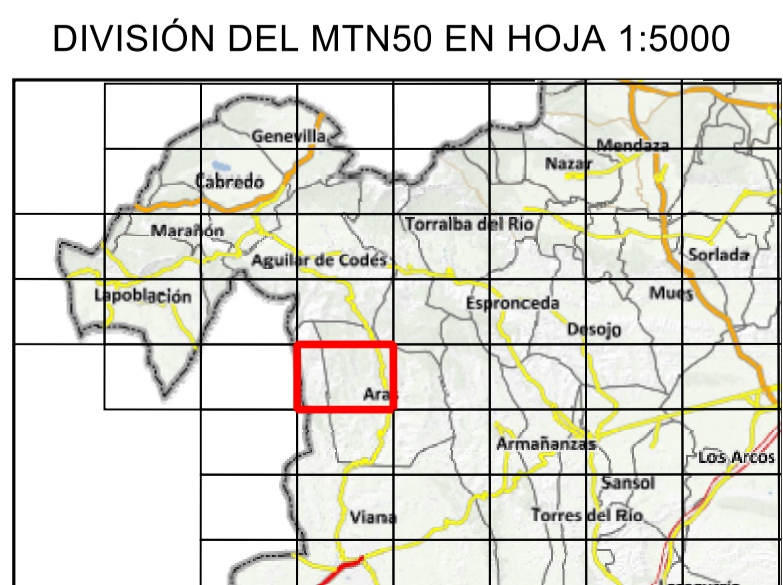 DIVISIÓN DEL MTN50 EN HOJA 1:5000
Genevilla
Mendaza
Nazar
Cabredo
Torralba del Río
Marañón
Sorlada
Aguilar de Codés
Lapoblación
Mues
Espronceda
Desojo
Aras
Armañanzas
Los Arcos
Sansol
Viana
Torres del Río